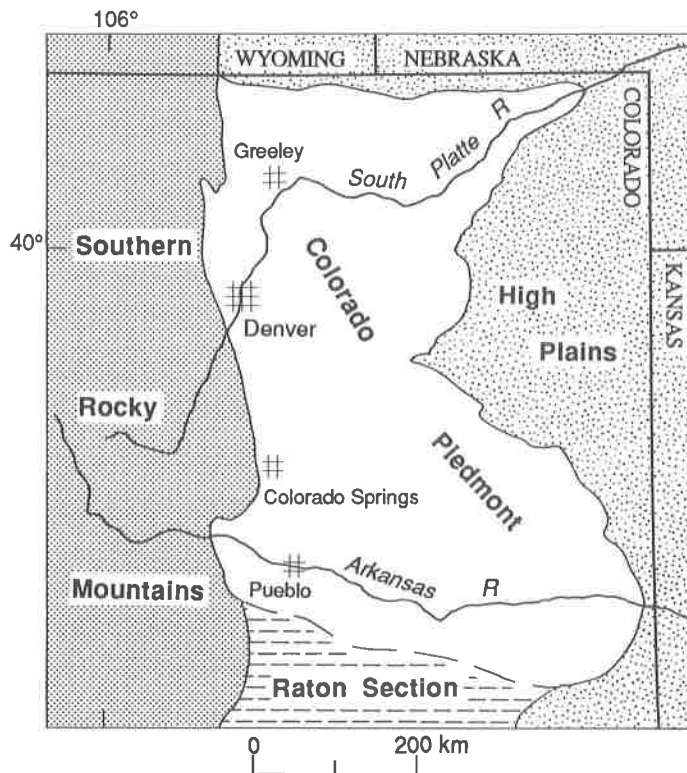 106°
WYOMING
NEBRASKA
COLORADO
KANSAS
Greeley
South Platte R
40°
Southern
Rocky
Mountains
Colorado
Piedmont
High
Plains
Denver
Colorado Springs
Pueblo
Arkansas R
Raton Section
0 200 km